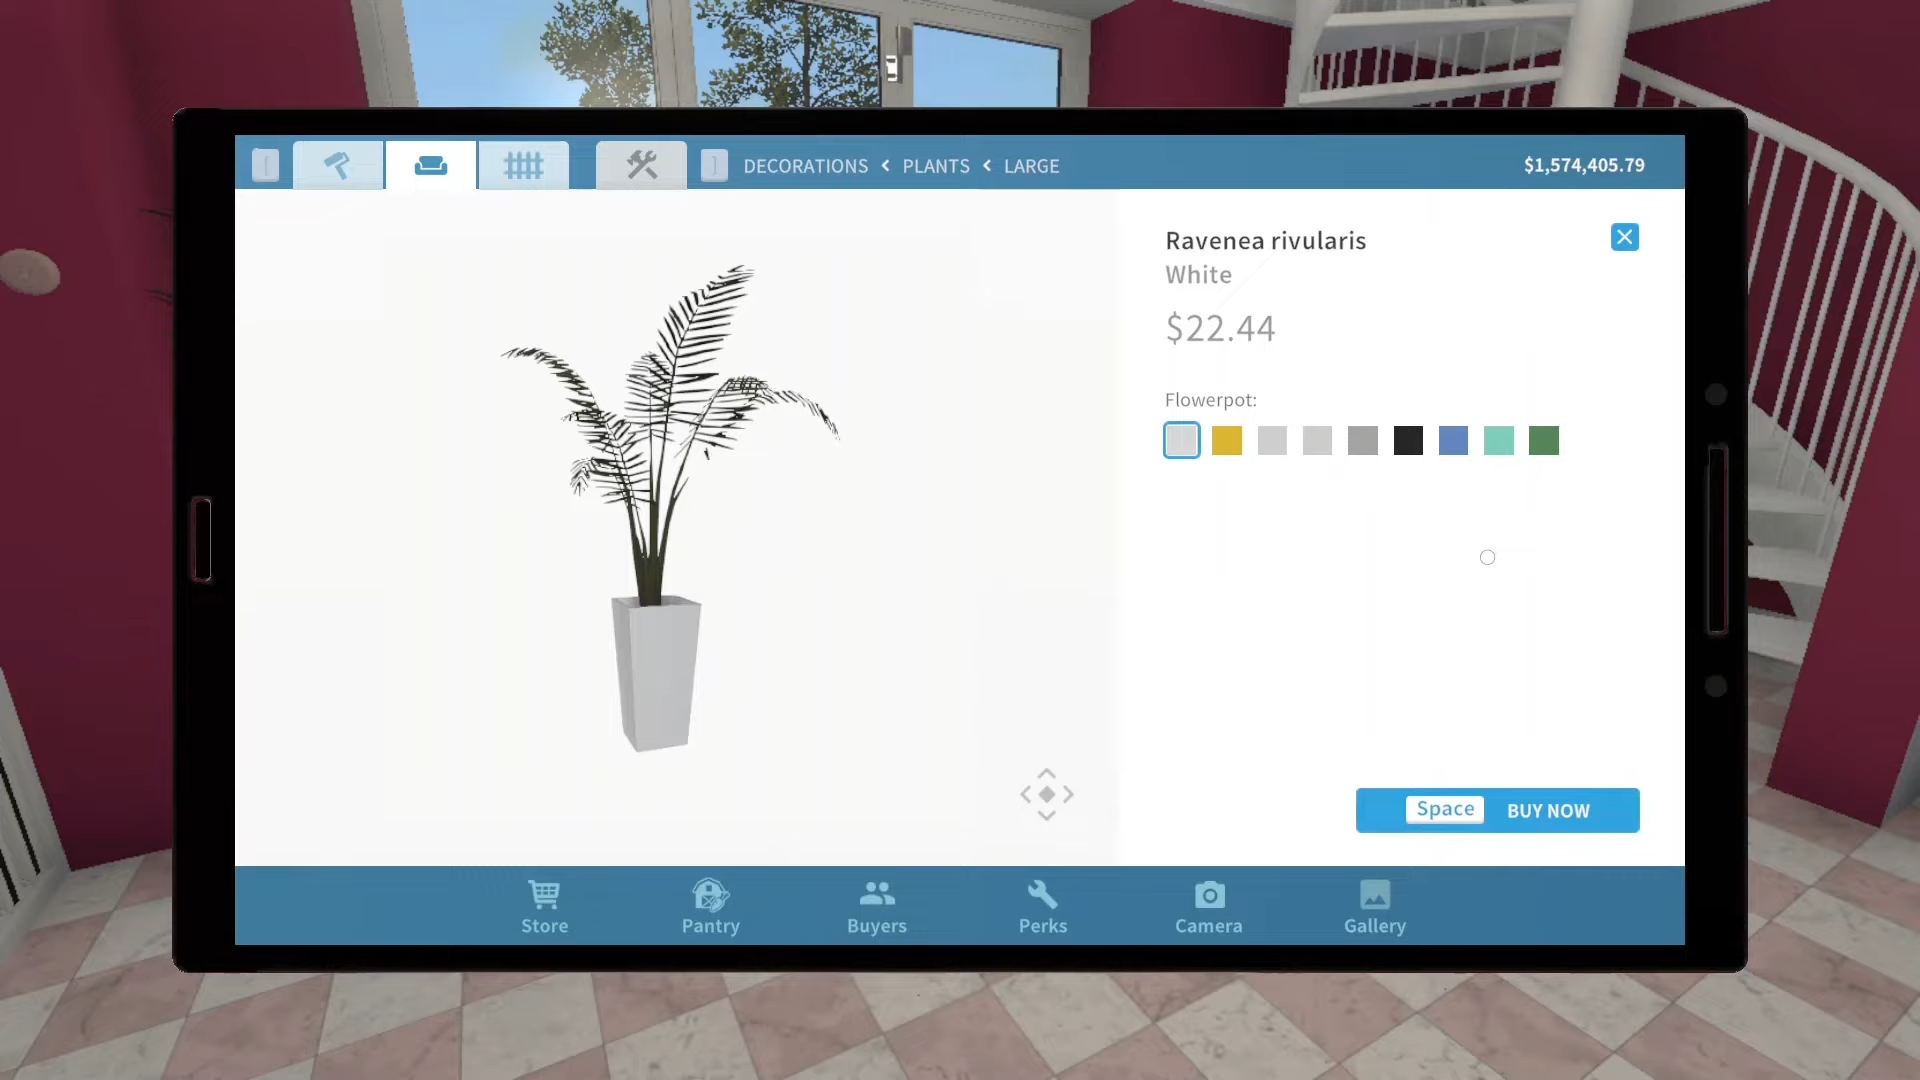 DECORATIONS < PLANTS < LARGE
$1,574,405.79
Ravenea rivularis
White
$22.44
Flowerpot:
Space BUY NOW
Store Pantry Buyers Perks Camera Gallery